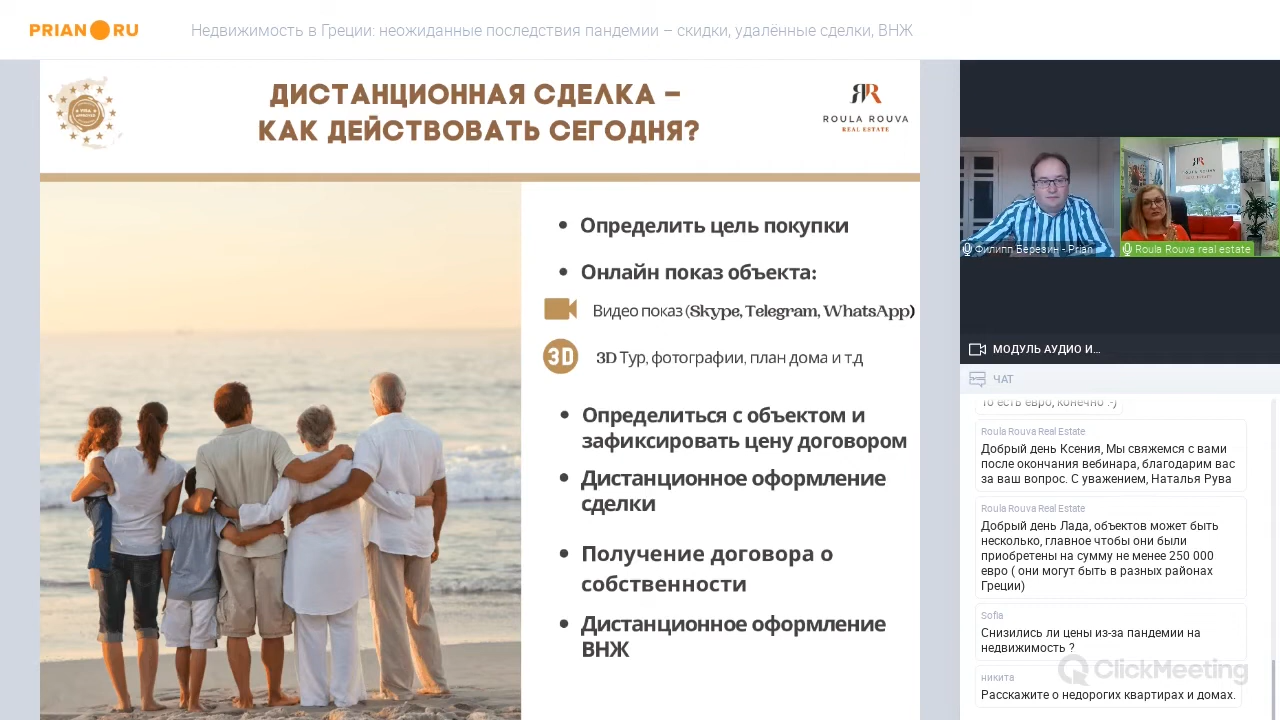 PRIAN RU
Недвижимость в Греции: неожиданные последствия пандемии – скидки, удалённые сделки, ВНЖ
ДИСТАНЦИОННАЯ СДЕЛКА –
КАК ДЕЙСТВОВАТЬ СЕГОДНЯ?
ROULA ROUVA
REAL ESTATE
• Определить цель покупки
• Онлайн показ объекта:
Видео показ (Skype, Telegram, WhatsApp)
3D
3D Тур, фотографии, план дома и т.д
• Определиться с объектом и
зафиксировать цену договором
• Дистанционное оформление
сделки
• Получение договора о
собственности
• Дистанционное оформление
ВНЖ
Филипп Березин - Prian
Roula Rouva real estate
МОДУЛЬ АУДИО И...
ЧАТ
То есть евро, конечно :-)
Roula Rouva Real Estate
Добрый день Ксения, Мы свяжемся с вами
после окончания вебинара, благодарим вас
за ваш вопрос. С уважением, Наталья Рува
Roula Rouva Real Estate
Добрый день Лада, объектов может быть
несколько, главное чтобы они были
приобретены на сумму не менее 250 000
евро ( они могут быть в разных районах
Греции)
Sofia
Снизились ли цены из-за пандемии на
недвижимость ?
ClickMeeting
никита
Расскажите о недорогих квартирах и домах.